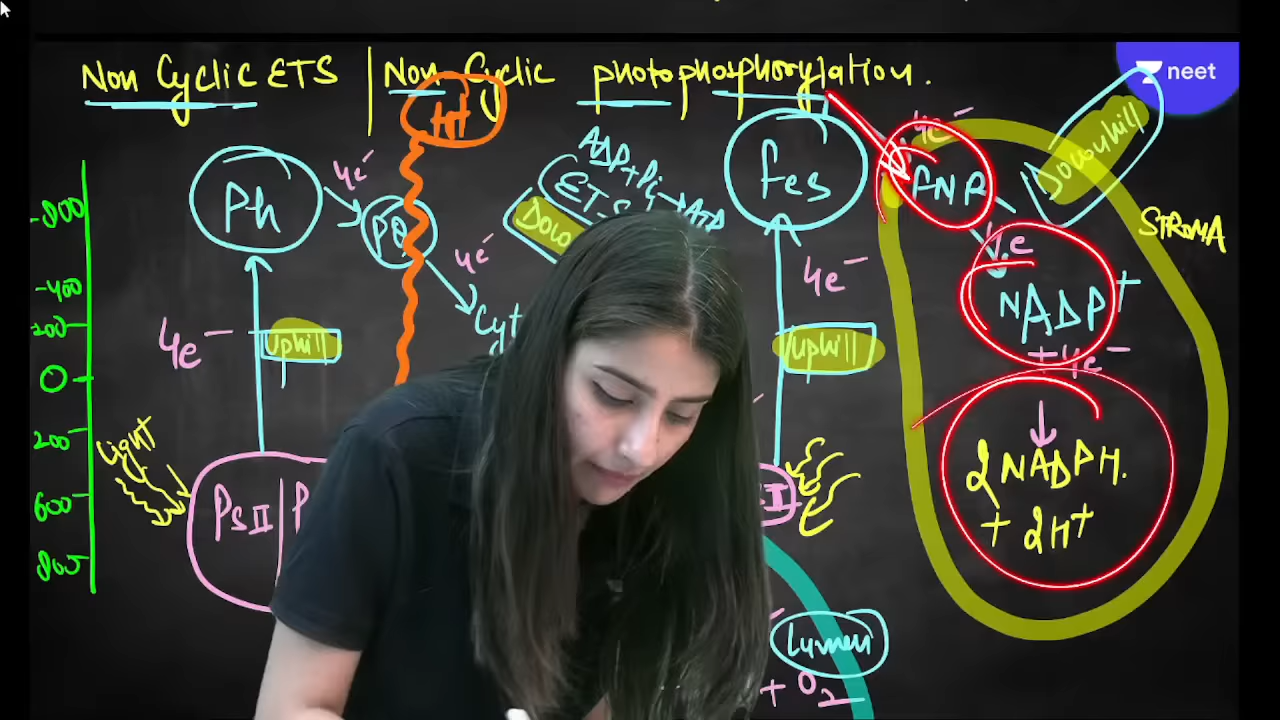 Non Cyclic ETS | Non Cyclic photophosphorylation.
neet
4e⁻
Ph
4e⁻
PQ
H+
ADP + Pi → ATP
ETS
Fes
4e⁻
FNR
Downhill
STROMA
-800
-400
-200
0
200
600
800
4e⁻
Uphill
4e⁻
Cyt
4e⁻
Uphill
4e
NADP+
+4e⁻
2NADPH.
+ 2H+
Light
PSII
Lumen
+ O₂